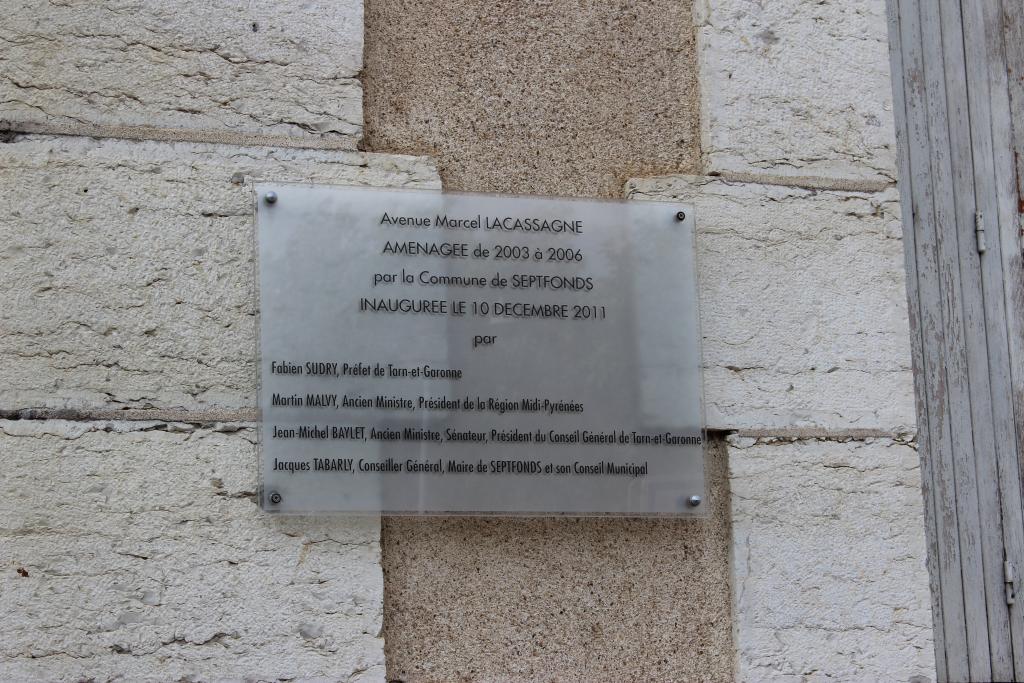 Avenue Marcel LACASSAGNE
AMENAGEE de 2003 à 2006
par la Commune de SEPTFONDS
INAUGUREE LE 10 DECEMBRE 2011
par
Fabien SUDRY, Préfet de Tarn-et-Garonne
Martin MALVY, Ancien Ministre, Président de la Région Midi-Pyrénées
Jean-Michel BAYLET, Ancien Ministre, Sénateur, Président du Conseil Général de Tarn-et-Garonne
Jacques TABARLY, Conseiller Général, Maire de SEPTFONDS et son Conseil Municipal